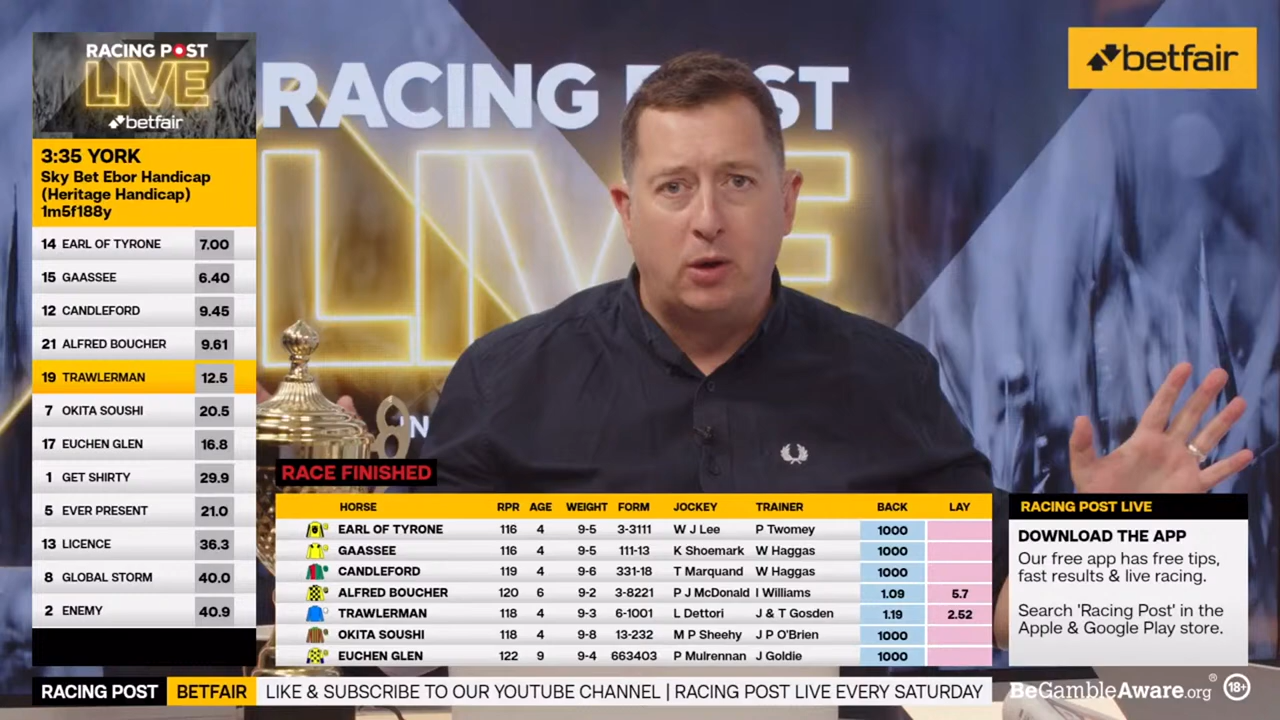 RACING POST
LIVE
betfair
3:35 YORK
Sky Bet Ebor Handicap
(Heritage Handicap)
1m5f188y
14 EARL OF TYRONE 7.00
15 GAASSEE 6.40
12 CANDLEFORD 9.45
21 ALFRED BOUCHER 9.61
19 TRAWLERMAN 12.5
7 OKITA SOUSHI 20.5
17 EUCHEN GLEN 16.8
1 GET SHIRTY 29.9
5 EVER PRESENT 21.0
13 LICENCE 36.3
8 GLOBAL STORM 40.0
2 ENEMY 40.9
RACING P ST
LIVE
IN
betfair
RACE FINISHED
HORSE RPR AGE WEIGHT FORM JOCKEY TRAINER BACK LAY
EARL OF TYRONE 116 4 9-5 3-3111 W J Lee P Twomey 1000
GAASSEE 116 4 9-5 111-13 K Shoemark W Haggas 1000
CANDLEFORD 119 4 9-6 331-18 T Marquand W Haggas 1000
ALFRED BOUCHER 120 6 9-2 3-8221 P J McDonald I Williams 1.09 5.7
TRAWLERMAN 118 4 9-3 6-1001 L Dettori J & T Gosden 1.19 2.52
OKITA SOUSHI 118 4 9-8 13-232 M P Sheehy J P O'Brien 1000
EUCHEN GLEN 122 9 9-4 663403 P Mulrennan J Goldie 1000
RACING POST LIVE
DOWNLOAD THE APP
Our free app has free tips,
fast results & live racing.
Search 'Racing Post' in the
Apple & Google Play store.
RACING POST BETFAIR LIKE & SUBSCRIBE TO OUR YOUTUBE CHANNEL | RACING POST LIVE EVERY SATURDAY
BeGambleAware.org® 18+